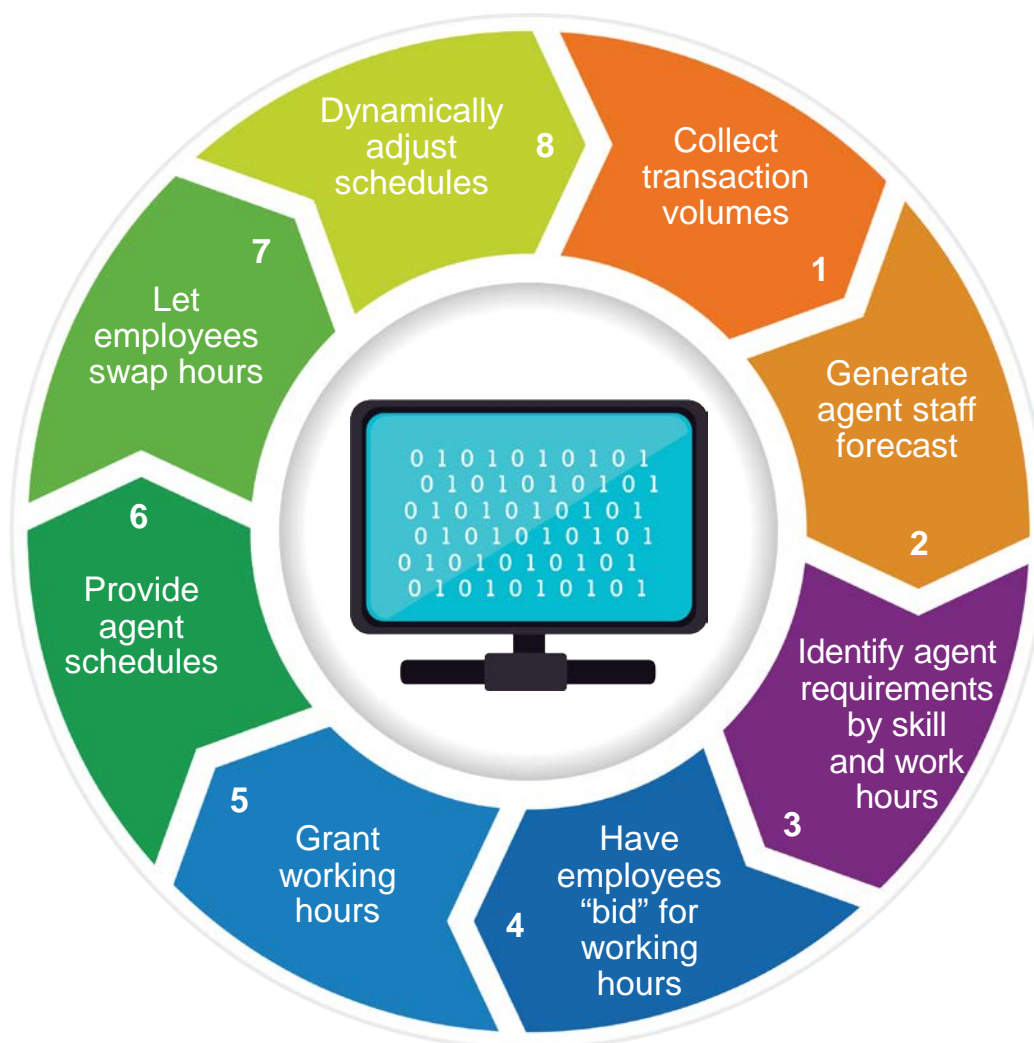 Collect
transaction
volumes
1
Generate
agent staff
forecast
2
Identify agent
requirements
by skill
and work
hours
3
Have
employees
“bid” for
working
hours
4
5
Grant
working
hours
6
Provide
agent
schedules
7
Let
employees
swap hours
Dynamically
adjust
schedules
8
0 1 0 1 0 1 0 1 0 1
0 1 0 1 0 1 0 1 0 1
0 1 0 1 0 1 0 1 0 1
0 1 0 1 0 1 0 1 0 1
0 1 0 1 0 1 0 1 0 1
0 1 0 1 0 1 0 1 0 1